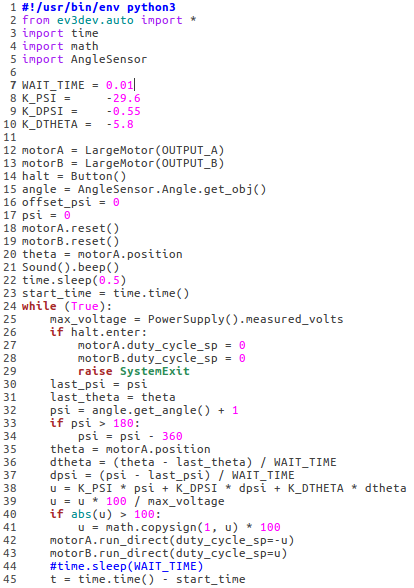 1 #!/usr/bin/env python3
2 from ev3dev.auto import *
3 import time
4 import math
5 import AngleSensor
6
7 WAIT_TIME = 0.01
8 K_PSI =     -29.6
9 K_DPSI =    -0.55
10 K_DTHETA =  -5.8
11
12 motorA = LargeMotor(OUTPUT_A)
13 motorB = LargeMotor(OUTPUT_B)
14 halt = Button()
15 angle = AngleSensor.Angle.get_obj()
16 offset_psi = 0
17 psi = 0
18 motorA.reset()
19 motorB.reset()
20 theta = motorA.position
21 Sound().beep()
22 time.sleep(0.5)
23 start_time = time.time()
24 while (True):
25     max_voltage = PowerSupply().measured_volts
26     if halt.enter:
27         motorA.duty_cycle_sp = 0
28         motorB.duty_cycle_sp = 0
29         raise SystemExit
30     last_psi = psi
31     last_theta = theta
32     psi = angle.get_angle() + 1
33     if psi > 180:
34         psi = psi - 360
35     theta = motorA.position
36     dtheta = (theta - last_theta) / WAIT_TIME
37     dpsi = (psi - last_psi) / WAIT_TIME
38     u = K_PSI * psi + K_DPSI * dpsi + K_DTHETA * dtheta
39     u = u * 100 / max_voltage
40     if abs(u) > 100:
41         u = math.copysign(1, u) * 100
42     motorA.run_direct(duty_cycle_sp=-u)
43     motorB.run_direct(duty_cycle_sp=u)
44     #time.sleep(WAIT_TIME)
45     t = time.time() - start_time